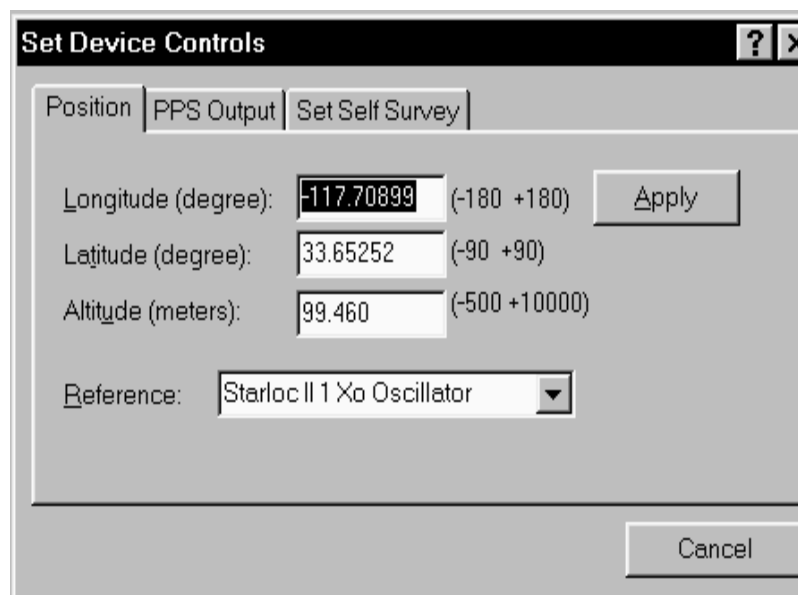 Set Device Controls
Position PPS Output Set Self Survey
Longitude (degree): -117.70899 (-180 +180) Apply
Latitude (degree): 33.65252 (-90 +90)
Altitude (meters): 99.460 (-500 +10000)
Reference: Starloc II 1 Xo Oscillator
Cancel